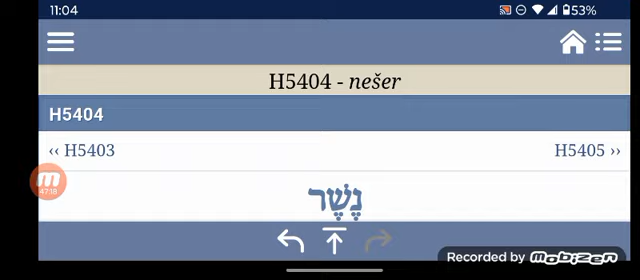 11:04
53%
H5404 - nešer
H5404
‹‹ H5403
H5405 ››
נֶשֶׁר
47:18
Recorded by Mobizen